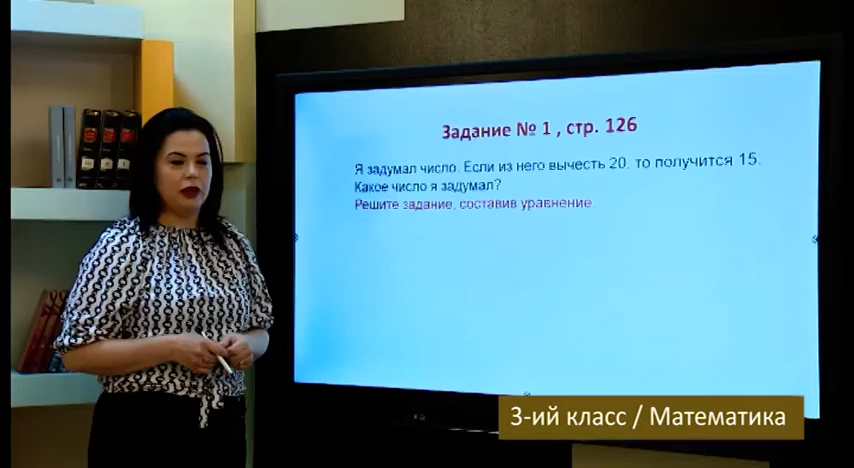 Задание № 1 , стр. 126
Я задумал число. Если из него вычесть 20, то получится 15.
Какое число я задумал?
Решите задание, составив уравнение.
3-ий класс / Математика